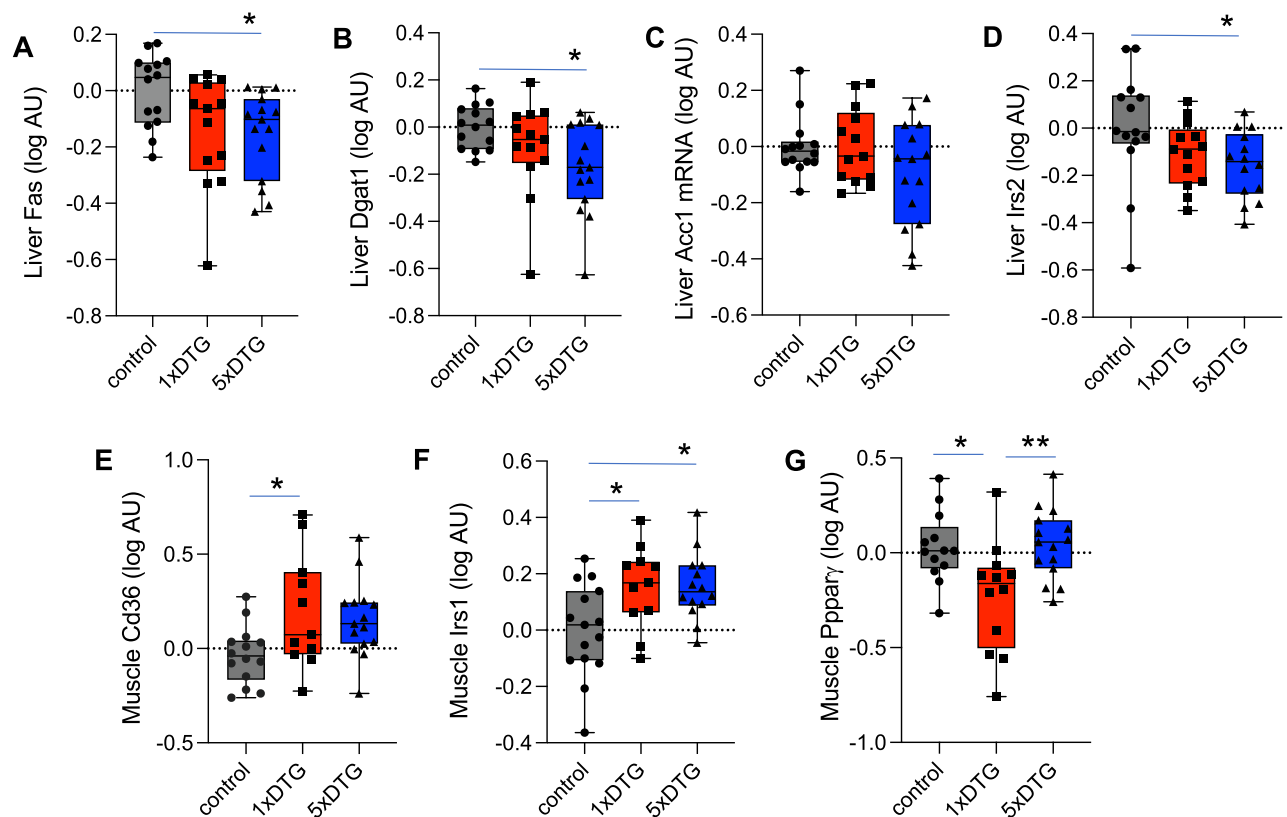 A
Liver Fas (log AU)
*
0.2
0.0
-0.2
-0.4
-0.6
-0.8
control
1xDTG
5xDTG
B
Liver Dgat1 (log AU)
*
0.4
0.2
0.0
-0.2
-0.4
-0.6
-0.8
control
1xDTG
5xDTG
C
Liver Acc1 mRNA (log AU)
0.4
0.2
0.0
-0.2
-0.4
-0.6
control
1xDTG
5xDTG
D
Liver Irs2 (log AU)
*
0.4
0.2
0.0
-0.2
-0.4
-0.6
-0.8
control
1xDTG
5xDTG
E
Muscle Cd36 (log AU)
*
1.0
0.5
0.0
-0.5
control
1xDTG
5xDTG
F
Muscle Irs1 (log AU)
*
*
0.6
0.4
0.2
0.0
-0.2
-0.4
control
1xDTG
5xDTG
G
Muscle Ppparγ (log AU)
*
**
0.5
0.0
-0.5
-1.0
control
1xDTG
5xDTG